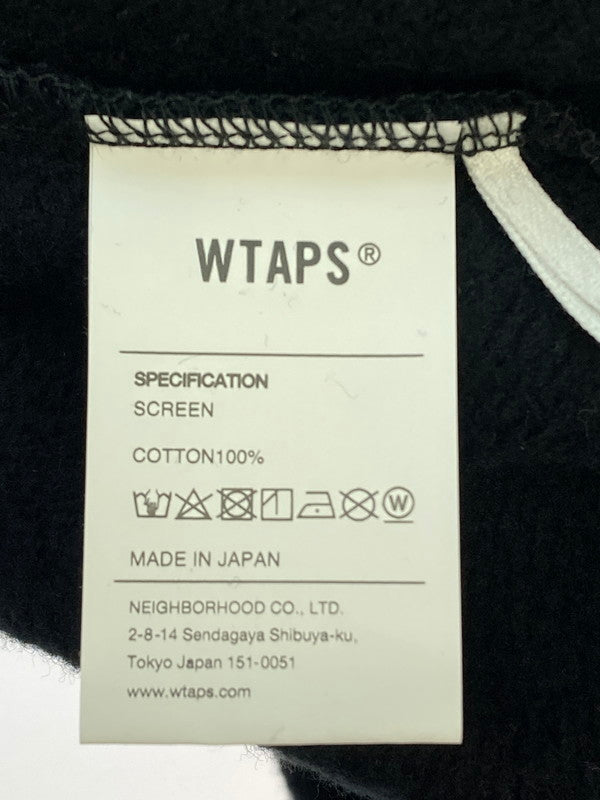 WTAPS®
SPECIFICATION
SCREEN
COTTON100%
W
MADE IN JAPAN
NEIGHBORHOOD CO., LTD.
2-8-14 Sendagaya Shibuya-ku,
Tokyo Japan 151-0051
www.wtaps.com